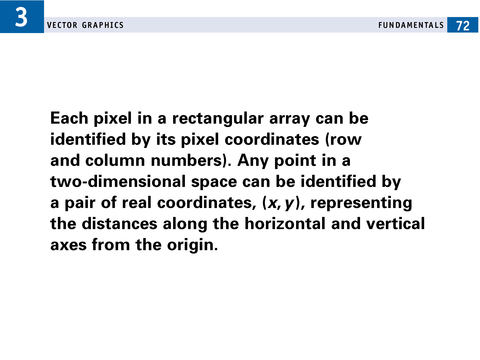 3
VECTOR GRAPHICS
FUNDAMENTALS 72
Each pixel in a rectangular array can be
identified by its pixel coordinates (row
and column numbers). Any point in a
two-dimensional space can be identified by
a pair of real coordinates, (x, y), representing
the distances along the horizontal and vertical
axes from the origin.